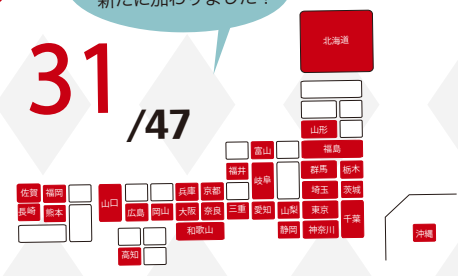 新たに加わりました！
31
/47
北海道
山形
富山
福島
福井
岐阜
群馬
栃木
佐賀
福岡
山口
兵庫
京都
埼玉
茨城
長崎
熊本
広島
岡山
大阪
奈良
三重
愛知
山梨
東京
千葉
和歌山
静岡
神奈川
沖縄
高知